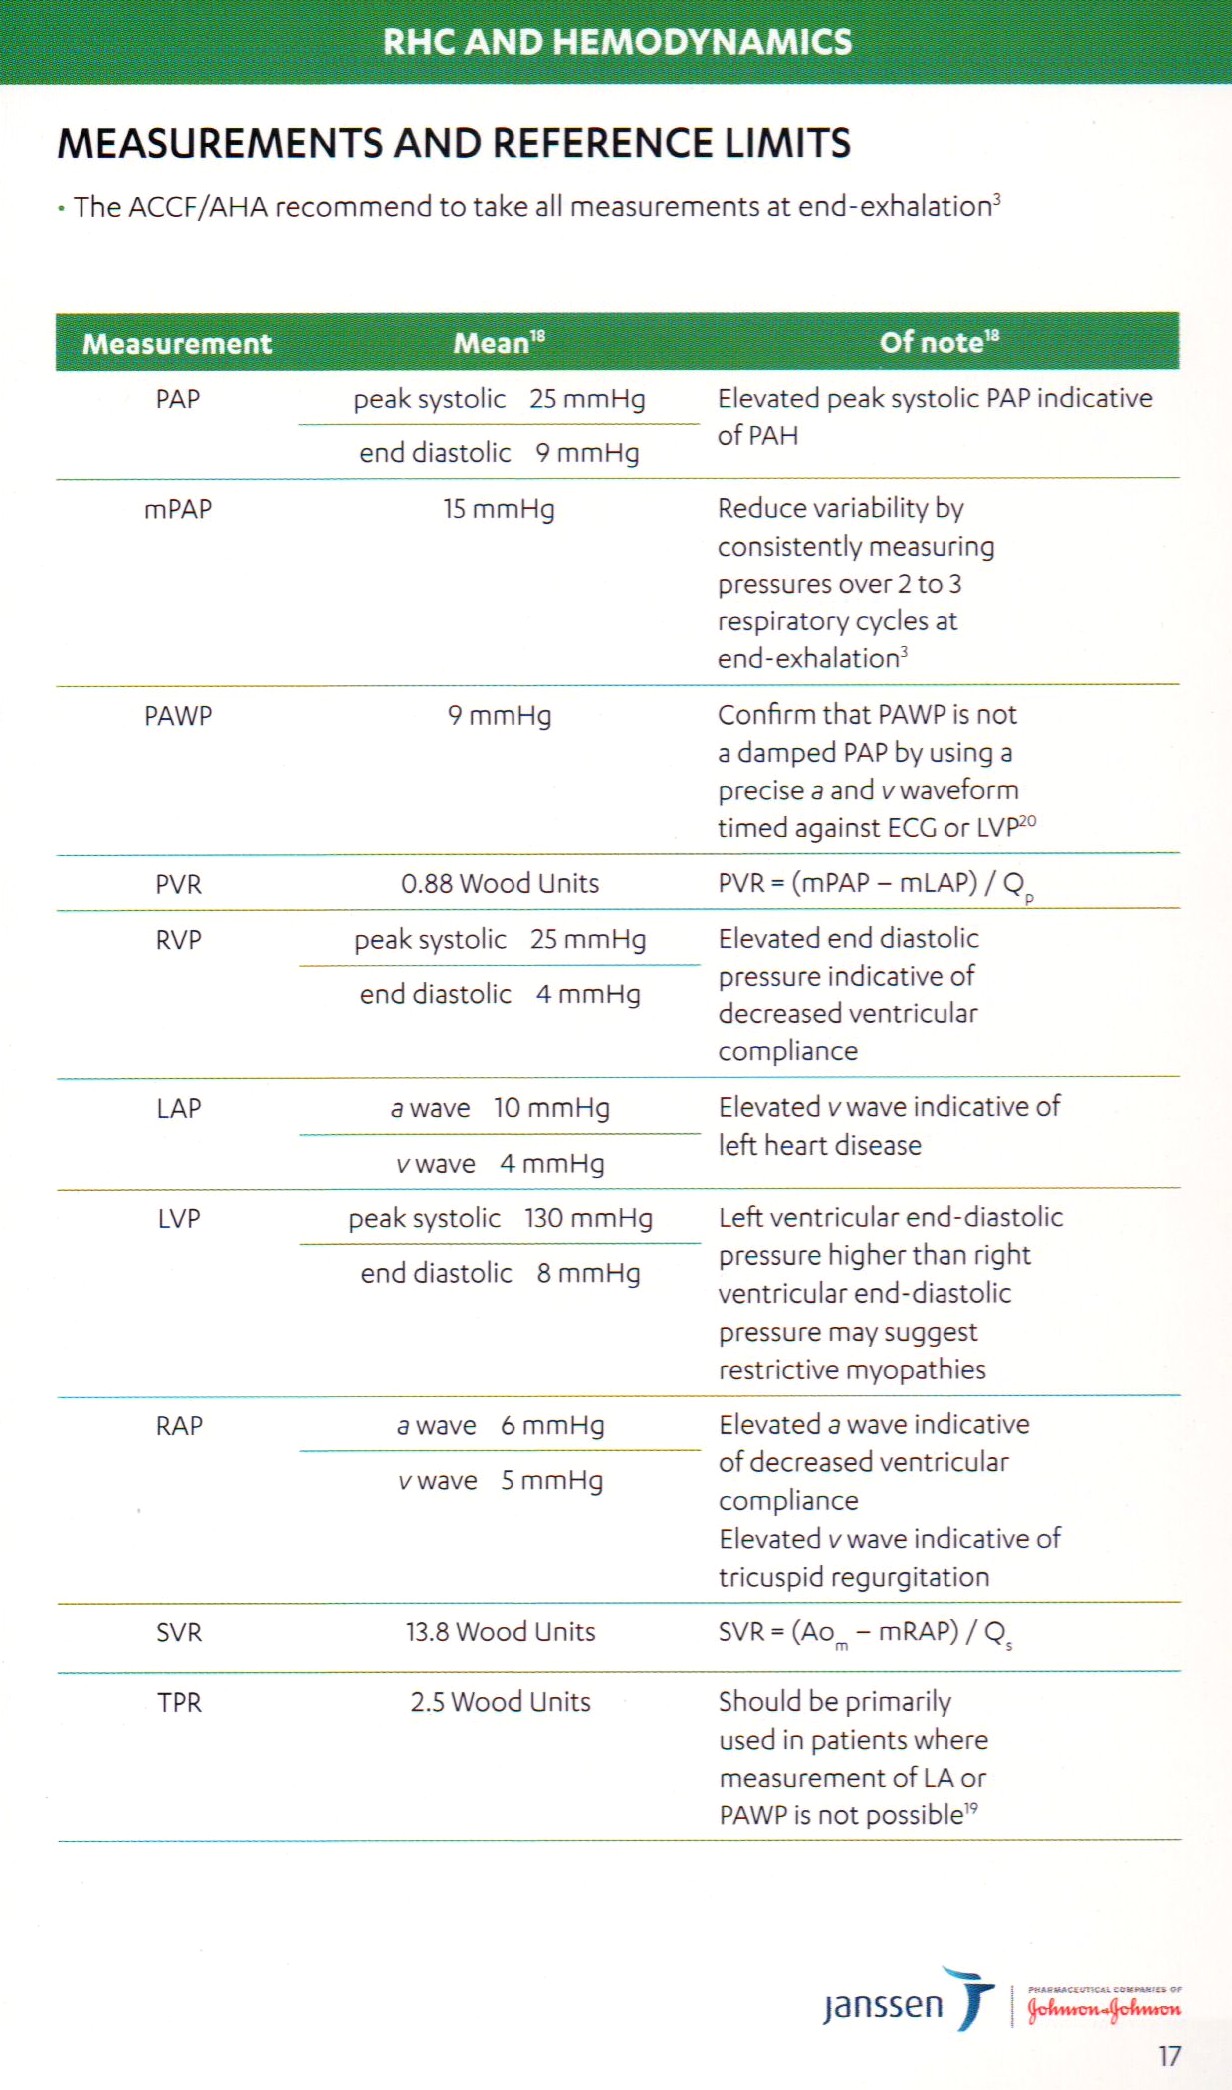 RHC AND HEMODYNAMICS
MEASUREMENTS AND REFERENCE LIMITS
• The ACCF/AHA recommend to take all measurements at end-exhalation³
Measurement Mean¹⁸ Of note¹⁸
PAP peak systolic 25 mmHg Elevated peak systolic PAP indicative
of PAH
end diastolic 9 mmHg
mPAP 15 mmHg Reduce variability by
consistently measuring
pressures over 2 to 3
respiratory cycles at
end-exhalation³
PAWP 9 mmHg Confirm that PAWP is not
a damped PAP by using a
precise a and v waveform
timed against ECG or LVP²⁰
PVR 0.88 Wood Units PVR = (mPAP – mLAP) / Qp
RVP peak systolic 25 mmHg Elevated end diastolic
pressure indicative of
end diastolic 4 mmHg
decreased ventricular
compliance
LAP a wave 10 mmHg Elevated v wave indicative of
left heart disease
v wave 4 mmHg
LVP peak systolic 130 mmHg Left ventricular end-diastolic
pressure higher than right
end diastolic 8 mmHg
ventricular end-diastolic
pressure may suggest
restrictive myopathies
RAP a wave 6 mmHg Elevated a wave indicative
of decreased ventricular
v wave 5 mmHg
compliance
Elevated v wave indicative of
tricuspid regurgitation
SVR 13.8 Wood Units SVR = (Aom – mRAP) / Qs
TPR 2.5 Wood Units Should be primarily
used in patients where
measurement of LA or
PAWP is not possible¹⁹
janssen
PHARMACEUTICAL COMPANIES OF
Johnson&Johnson
17